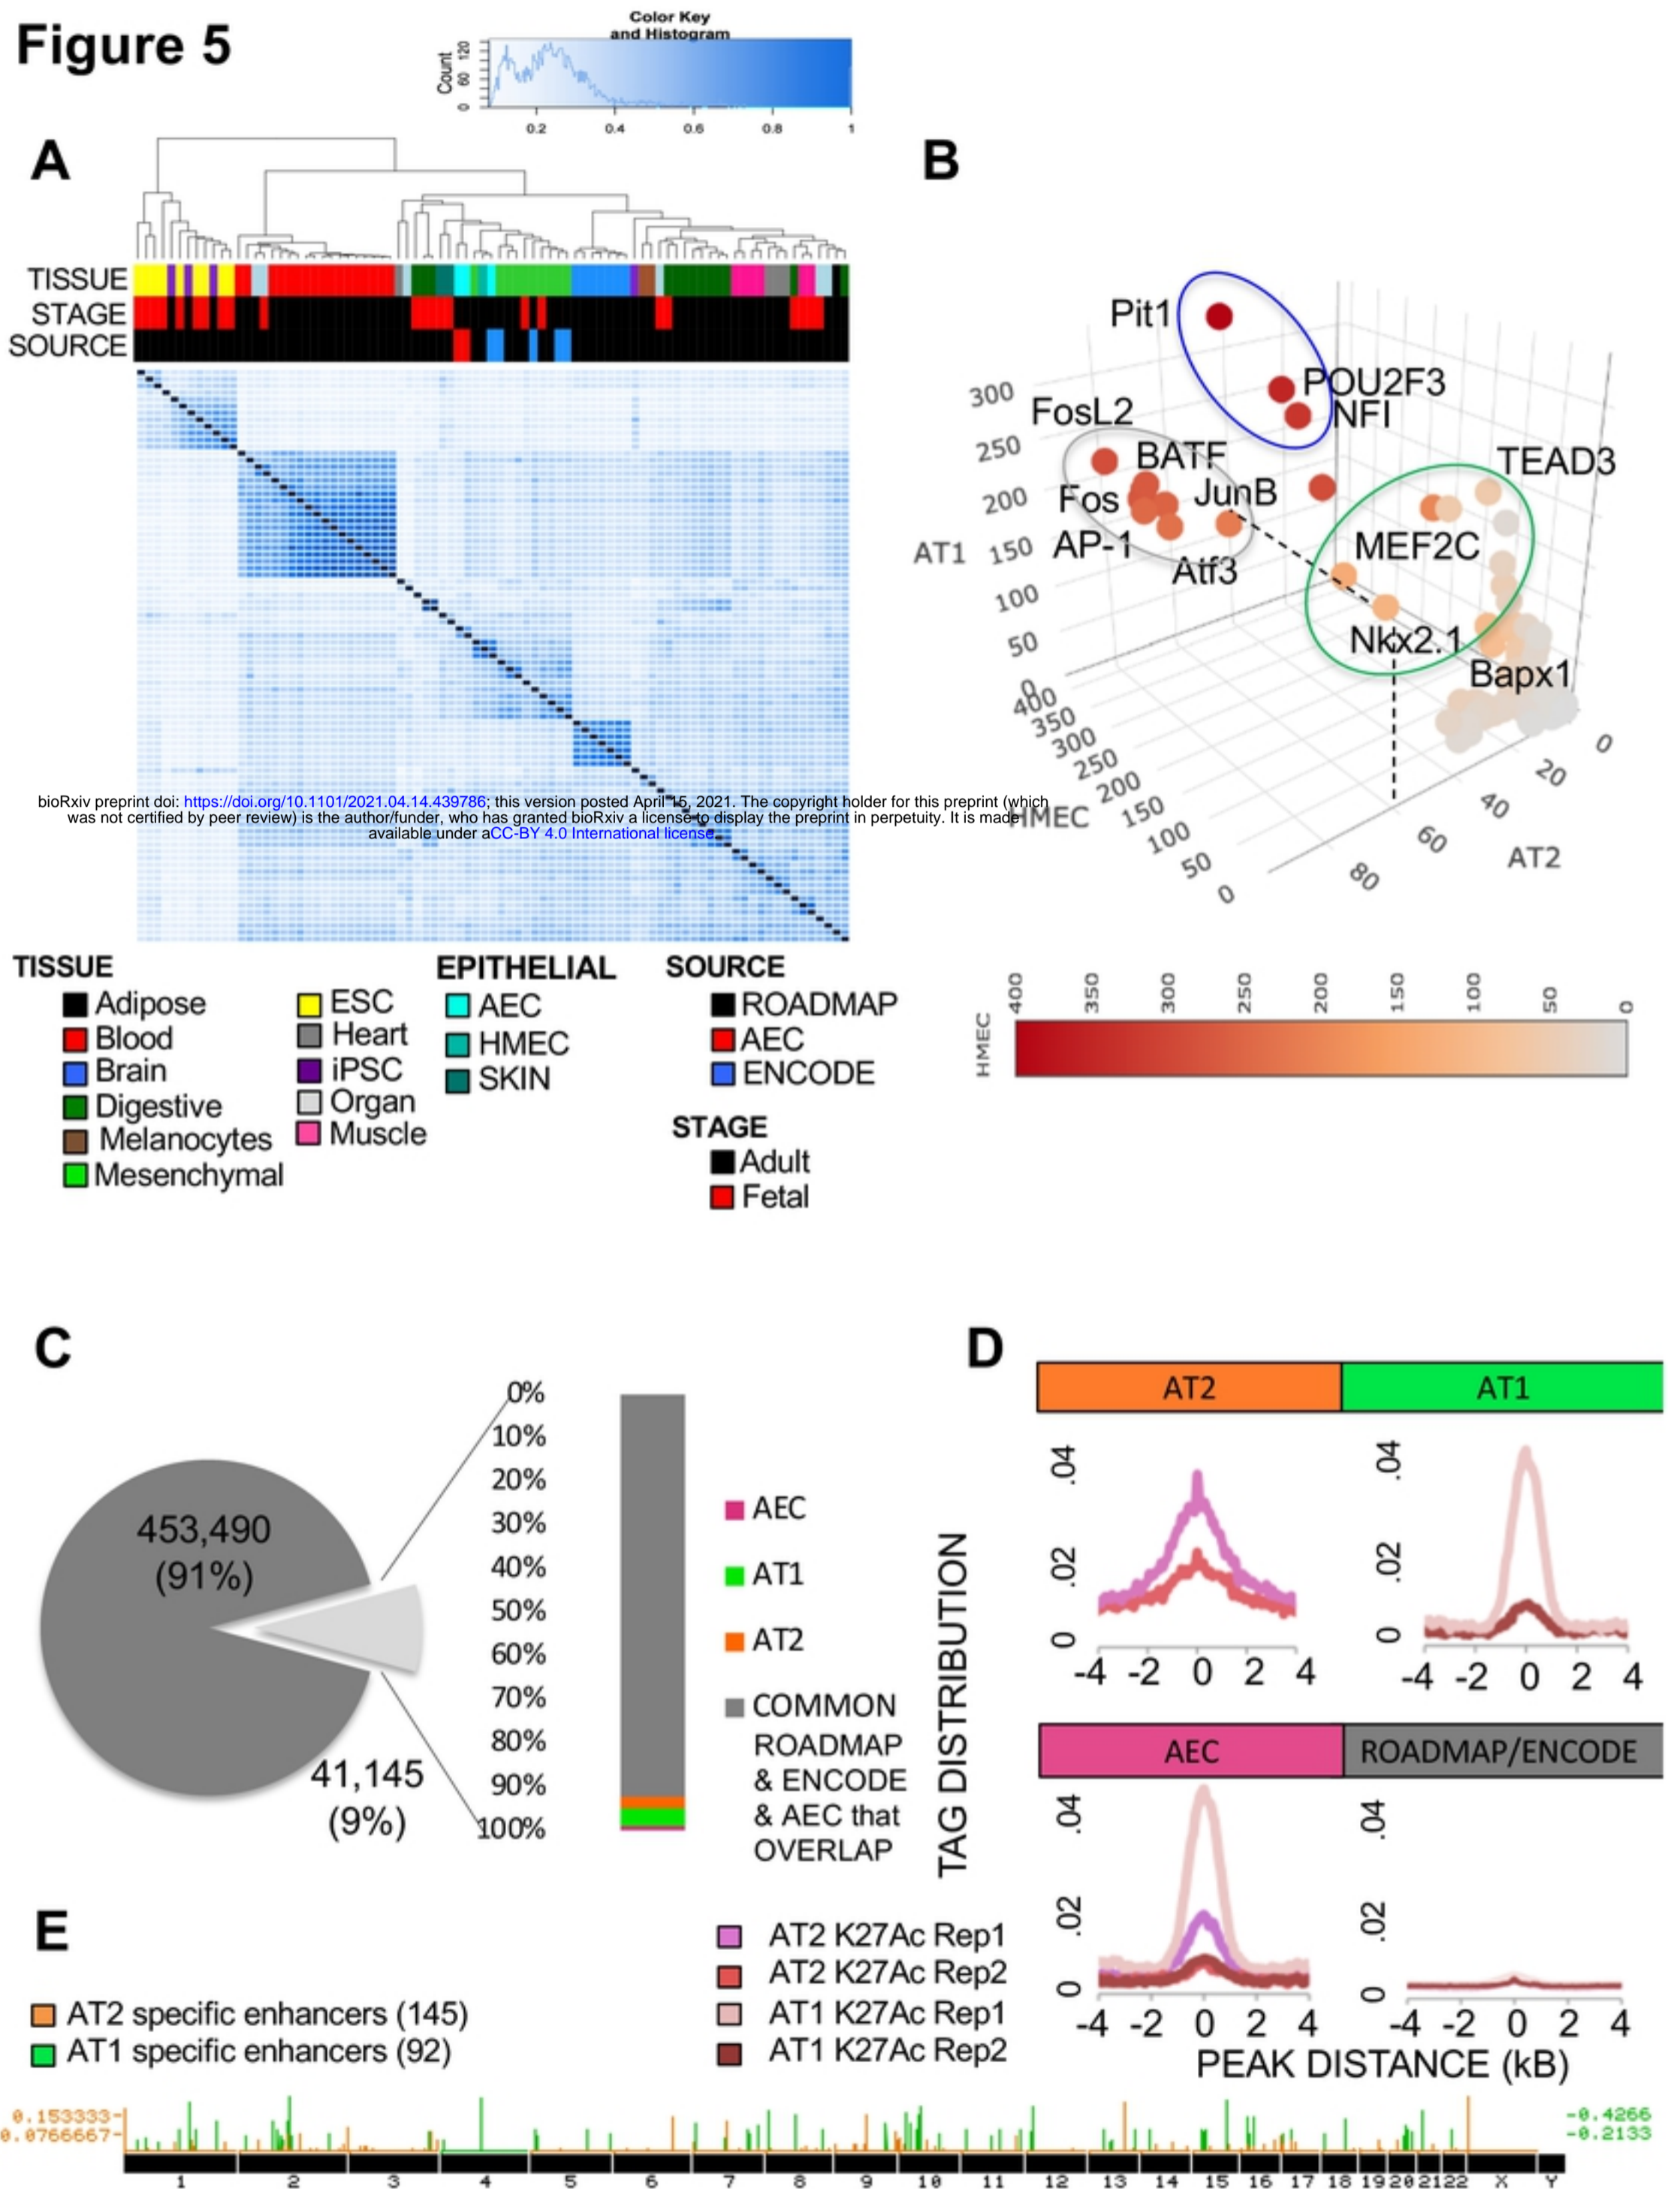 Figure 5
Color Key
and Histogram
Count
0 60 120
0.2 0.4 0.6 0.8 1
A
TISSUE
STAGE
SOURCE
bioRxiv preprint doi: https://doi.org/10.1101/2021.04.14.439786; this version posted April 15, 2021. The copyright holder for this preprint (which
was not certified by peer review) is the author/funder, who has granted bioRxiv a license to display the preprint in perpetuity. It is made
available under aCC-BY 4.0 International license.
TISSUE
Adipose
Blood
Brain
Digestive
Melanocytes
Mesenchymal
ESC
Heart
iPSC
Organ
Muscle
EPITHELIAL
AEC
HMEC
SKIN
SOURCE
ROADMAP
AEC
ENCODE
STAGE
Adult
Fetal
B
Pit1
POU2F3
NFI
FosL2
BATF
Fos
JunB
AP-1
Atf3
TEAD3
MEF2C
Nkx2.1
Bapx1
AT1
300
250
200
150
100
50
0
HMEC
400
350
300
250
200
150
100
50
0
AT2
80
60
40
20
0
HMEC
400 350 300 250 200 150 100 50 0
C
453,490
(91%)
41,145
(9%)
0%
10%
20%
30%
40%
50%
60%
70%
80%
90%
100%
AEC
AT1
AT2
COMMON
ROADMAP
& ENCODE
& AEC that
OVERLAP
D
TAG DISTRIBUTION
AT2
AT1
.04
.02
0
-4 -2 0 2 4
.04
.02
0
-4 -2 0 2 4
AEC
ROADMAP/ENCODE
.04
.02
0
-4 -2 0 2 4
.04
.02
0
-4 -2 0 2 4
PEAK DISTANCE (kB)
AT2 K27Ac Rep1
AT2 K27Ac Rep2
AT1 K27Ac Rep1
AT1 K27Ac Rep2
E
AT2 specific enhancers (145)
AT1 specific enhancers (92)
0.153333-
0.0766667-
-0.4266
-0.2133
1 2 3 4 5 6 7 8 9 10 11 12 13 14 15 16 17 18 19 20 21 22 X Y